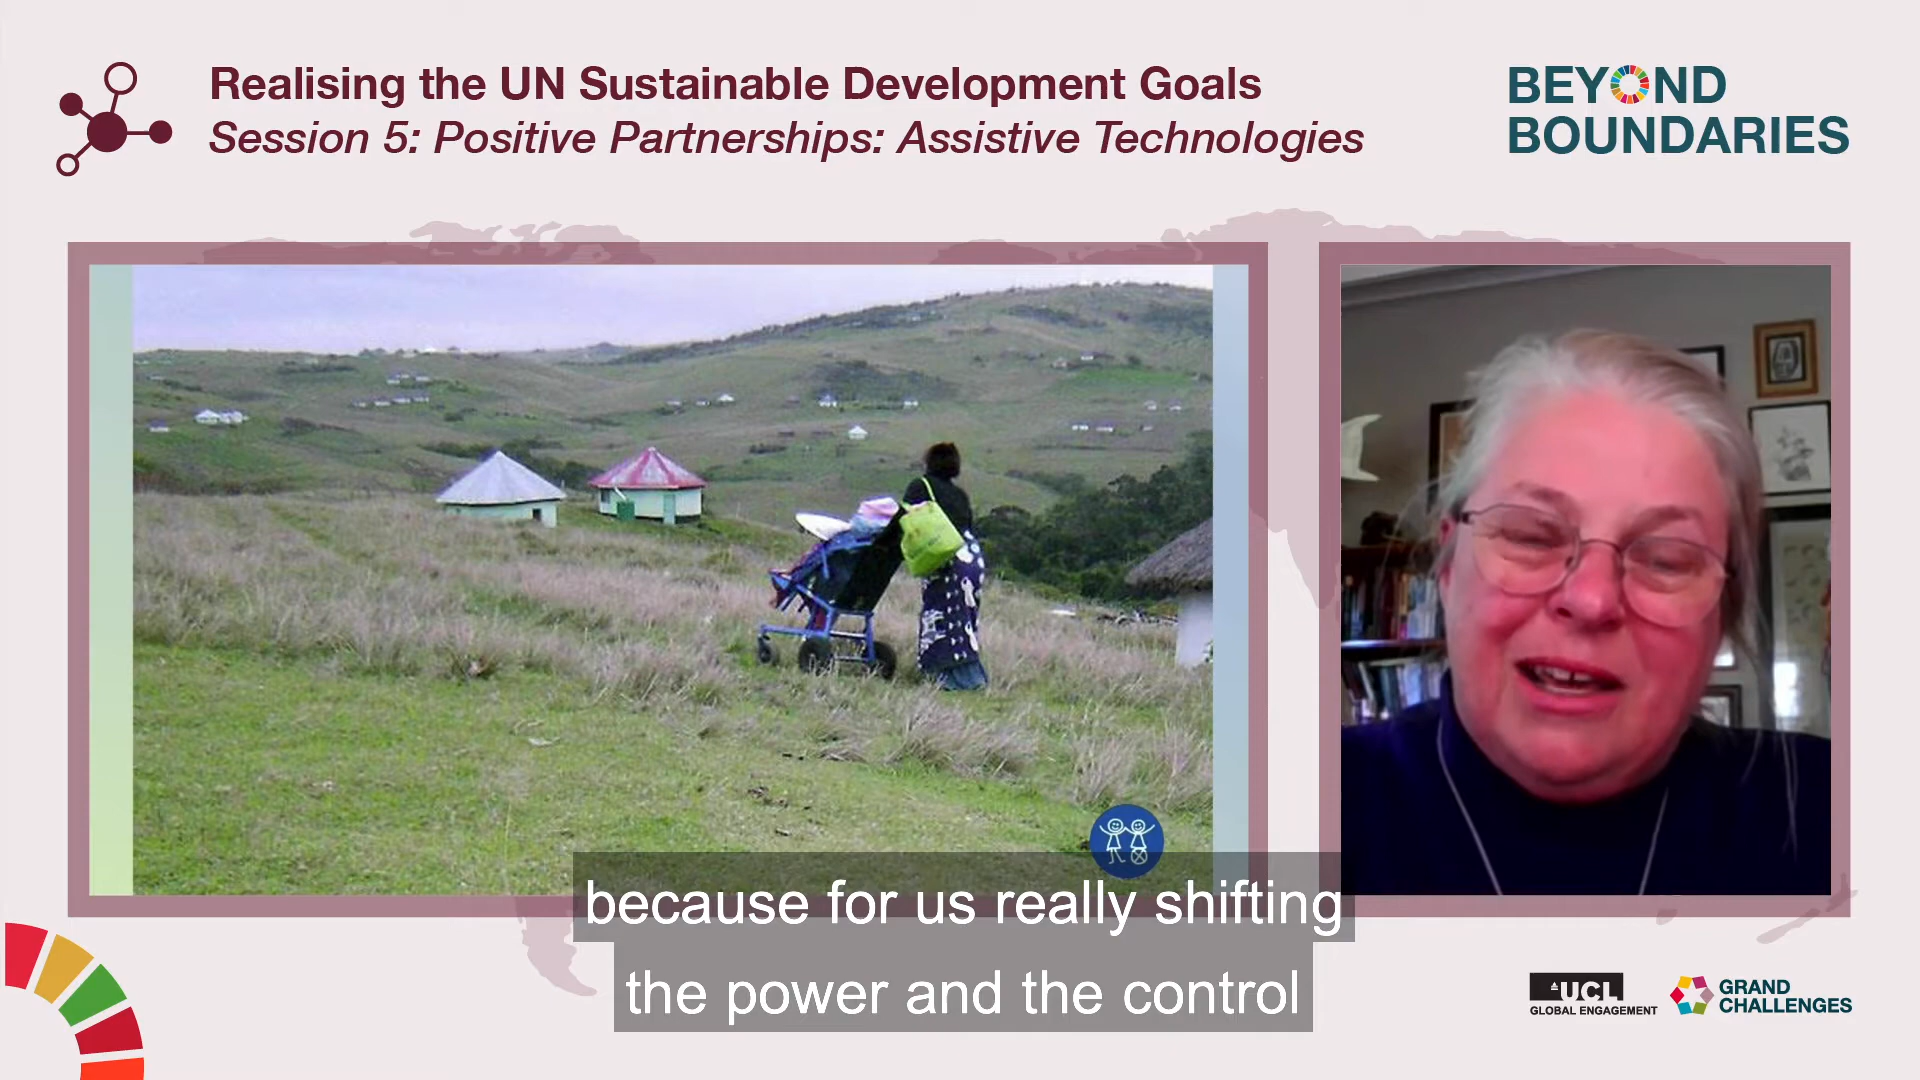 Realising the UN Sustainable Development Goals
Session 5: Positive Partnerships: Assistive Technologies
BEYOND
BOUNDARIES
because for us really shifting
the power and the control
UCL
GLOBAL ENGAGEMENT
GRAND
CHALLENGES